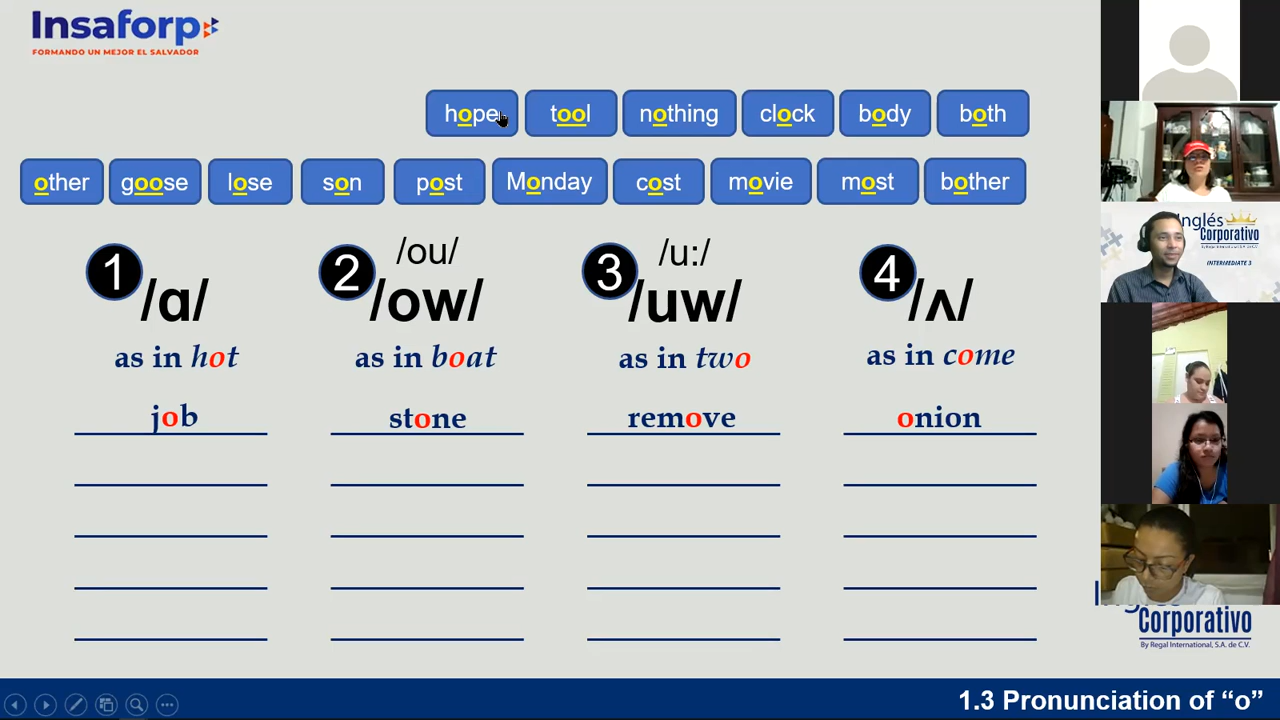 Insaforp
FORMANDO UN MEJOR EL SALVADOR
hope tool nothing clock body both
other goose lose son post Monday cost movie most bother
1 /ɑ/
as in hot
job
2 /ou/
/ow/
as in boat
stone
3 /u:/
/uw/
as in two
remove
4 /ʌ/
as in come
onion
Inglés
Corporativo
INTERMEDIATE 3
Corporativo
By Regal International, S.A. de C.V.
1.3 Pronunciation of “o”